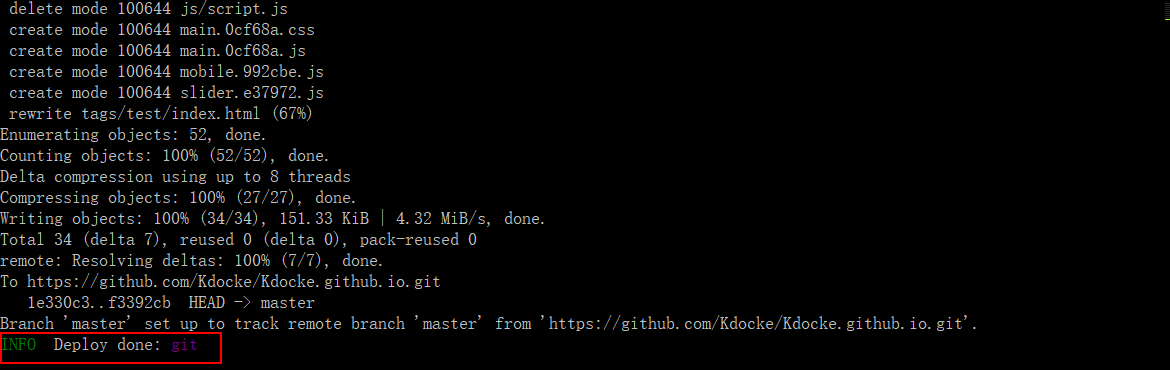 delete mode 100644 js/script.js
create mode 100644 main.0cf68a.css
create mode 100644 main.0cf68a.js
create mode 100644 mobile.992cbe.js
create mode 100644 slider.e37972.js
rewrite tags/test/index.html (67%)
Enumerating objects: 52, done.
Counting objects: 100% (52/52), done.
Delta compression using up to 8 threads
Compressing objects: 100% (27/27), done.
Writing objects: 100% (34/34), 151.33 KiB | 4.32 MiB/s, done.
Total 34 (delta 7), reused 0 (delta 0), pack-reused 0
remote: Resolving deltas: 100% (7/7), done.
To https://github.com/Kdocke/Kdocke.github.io.git
1e330c3..f3392cb  HEAD -> master
Branch 'master' set up to track remote branch 'master' from 'https://github.com/Kdocke/Kdocke.github.io.git'.
INFO  Deploy done: git